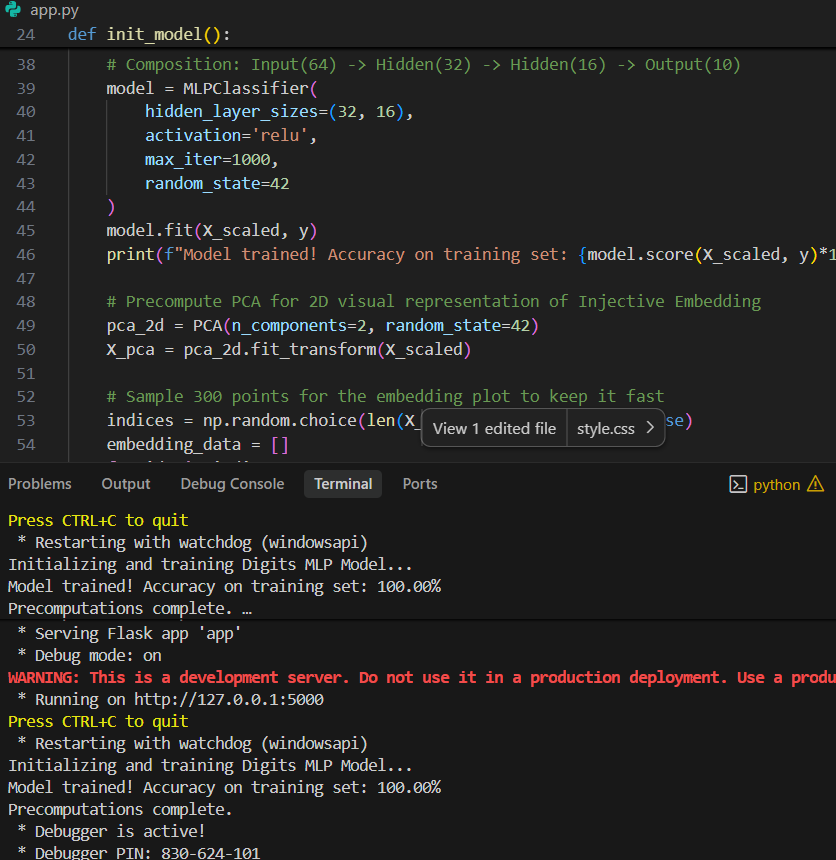 app.py
24 def init_model():
38 # Composition: Input(64) -> Hidden(32) -> Hidden(16) -> Output(10)
39 model = MLPClassifier(
40 hidden_layer_sizes=(32, 16),
41 activation='relu',
42 max_iter=1000,
43 random_state=42
44 )
45 model.fit(X_scaled, y)
46 print(f"Model trained! Accuracy on training set: {model.score(X_scaled, y)*1
47
48 # Precompute PCA for 2D visual representation of Injective Embedding
49 pca_2d = PCA(n_components=2, random_state=42)
50 X_pca = pca_2d.fit_transform(X_scaled)
51
52 # Sample 300 points for the embedding plot to keep it fast
53 indices = np.random.choice(len(X_ se)
View 1 edited file style.css >
54 embedding_data = []
Problems Output Debug Console Terminal Ports python
Press CTRL+C to quit
* Restarting with watchdog (windowsapi)
Initializing and training Digits MLP Model...
Model trained! Accuracy on training set: 100.00%
Precomputations complete. …
* Serving Flask app 'app'
* Debug mode: on
WARNING: This is a development server. Do not use it in a production deployment. Use a produ
* Running on http://127.0.0.1:5000
Press CTRL+C to quit
* Restarting with watchdog (windowsapi)
Initializing and training Digits MLP Model...
Model trained! Accuracy on training set: 100.00%
Precomputations complete.
* Debugger is active!
* Debugger PIN: 830-624-101